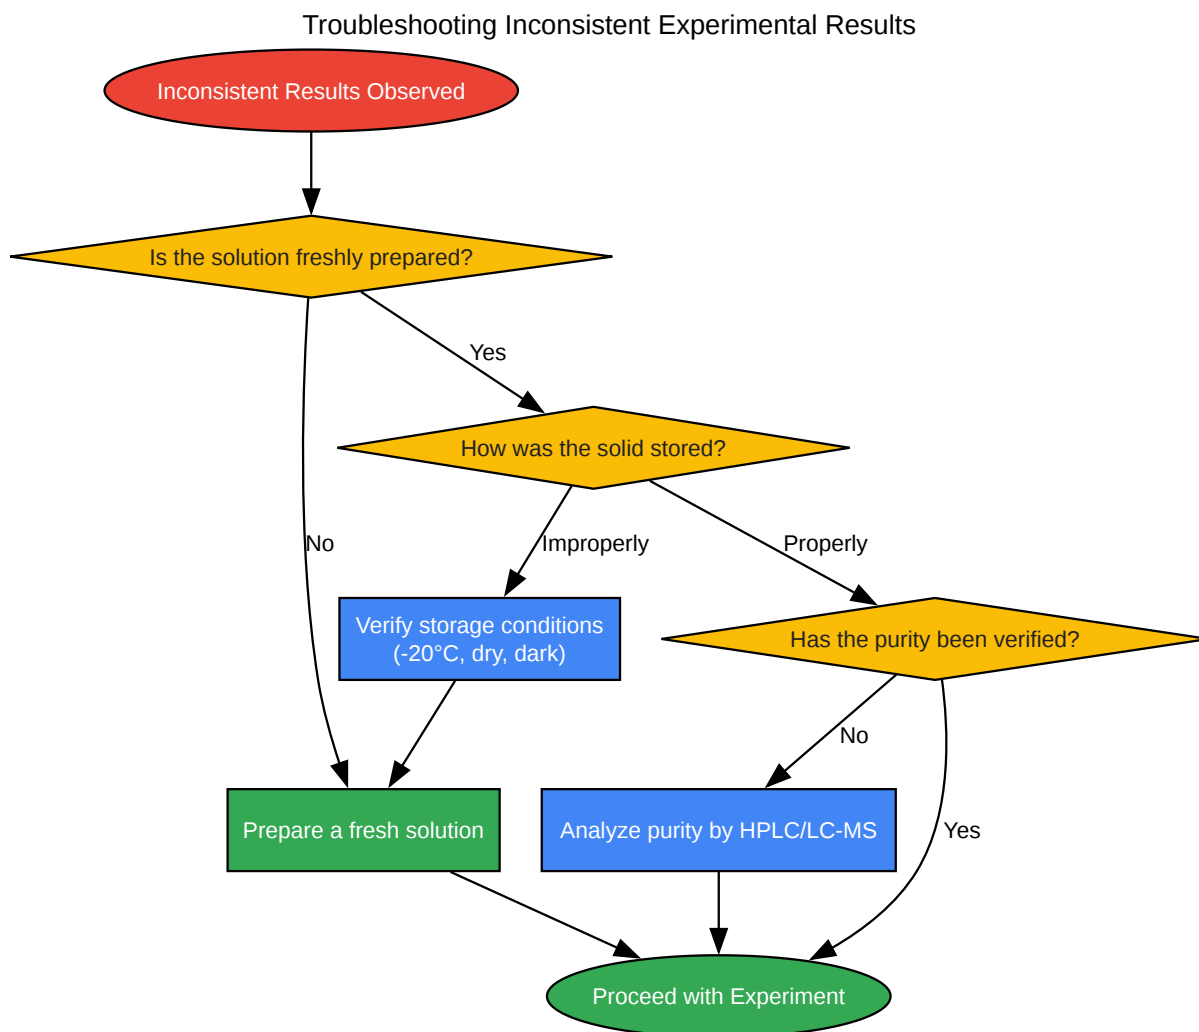 Troubleshooting Inconsistent Experimental Results
Inconsistent Results Observed
Is the solution freshly prepared?
Yes
How was the solid stored?
No
Improperly
Properly
Verify storage conditions
(-20°C, dry, dark)
Has the purity been verified?
No
Prepare a fresh solution
Analyze purity by HPLC/LC-MS
Yes
Proceed with Experiment